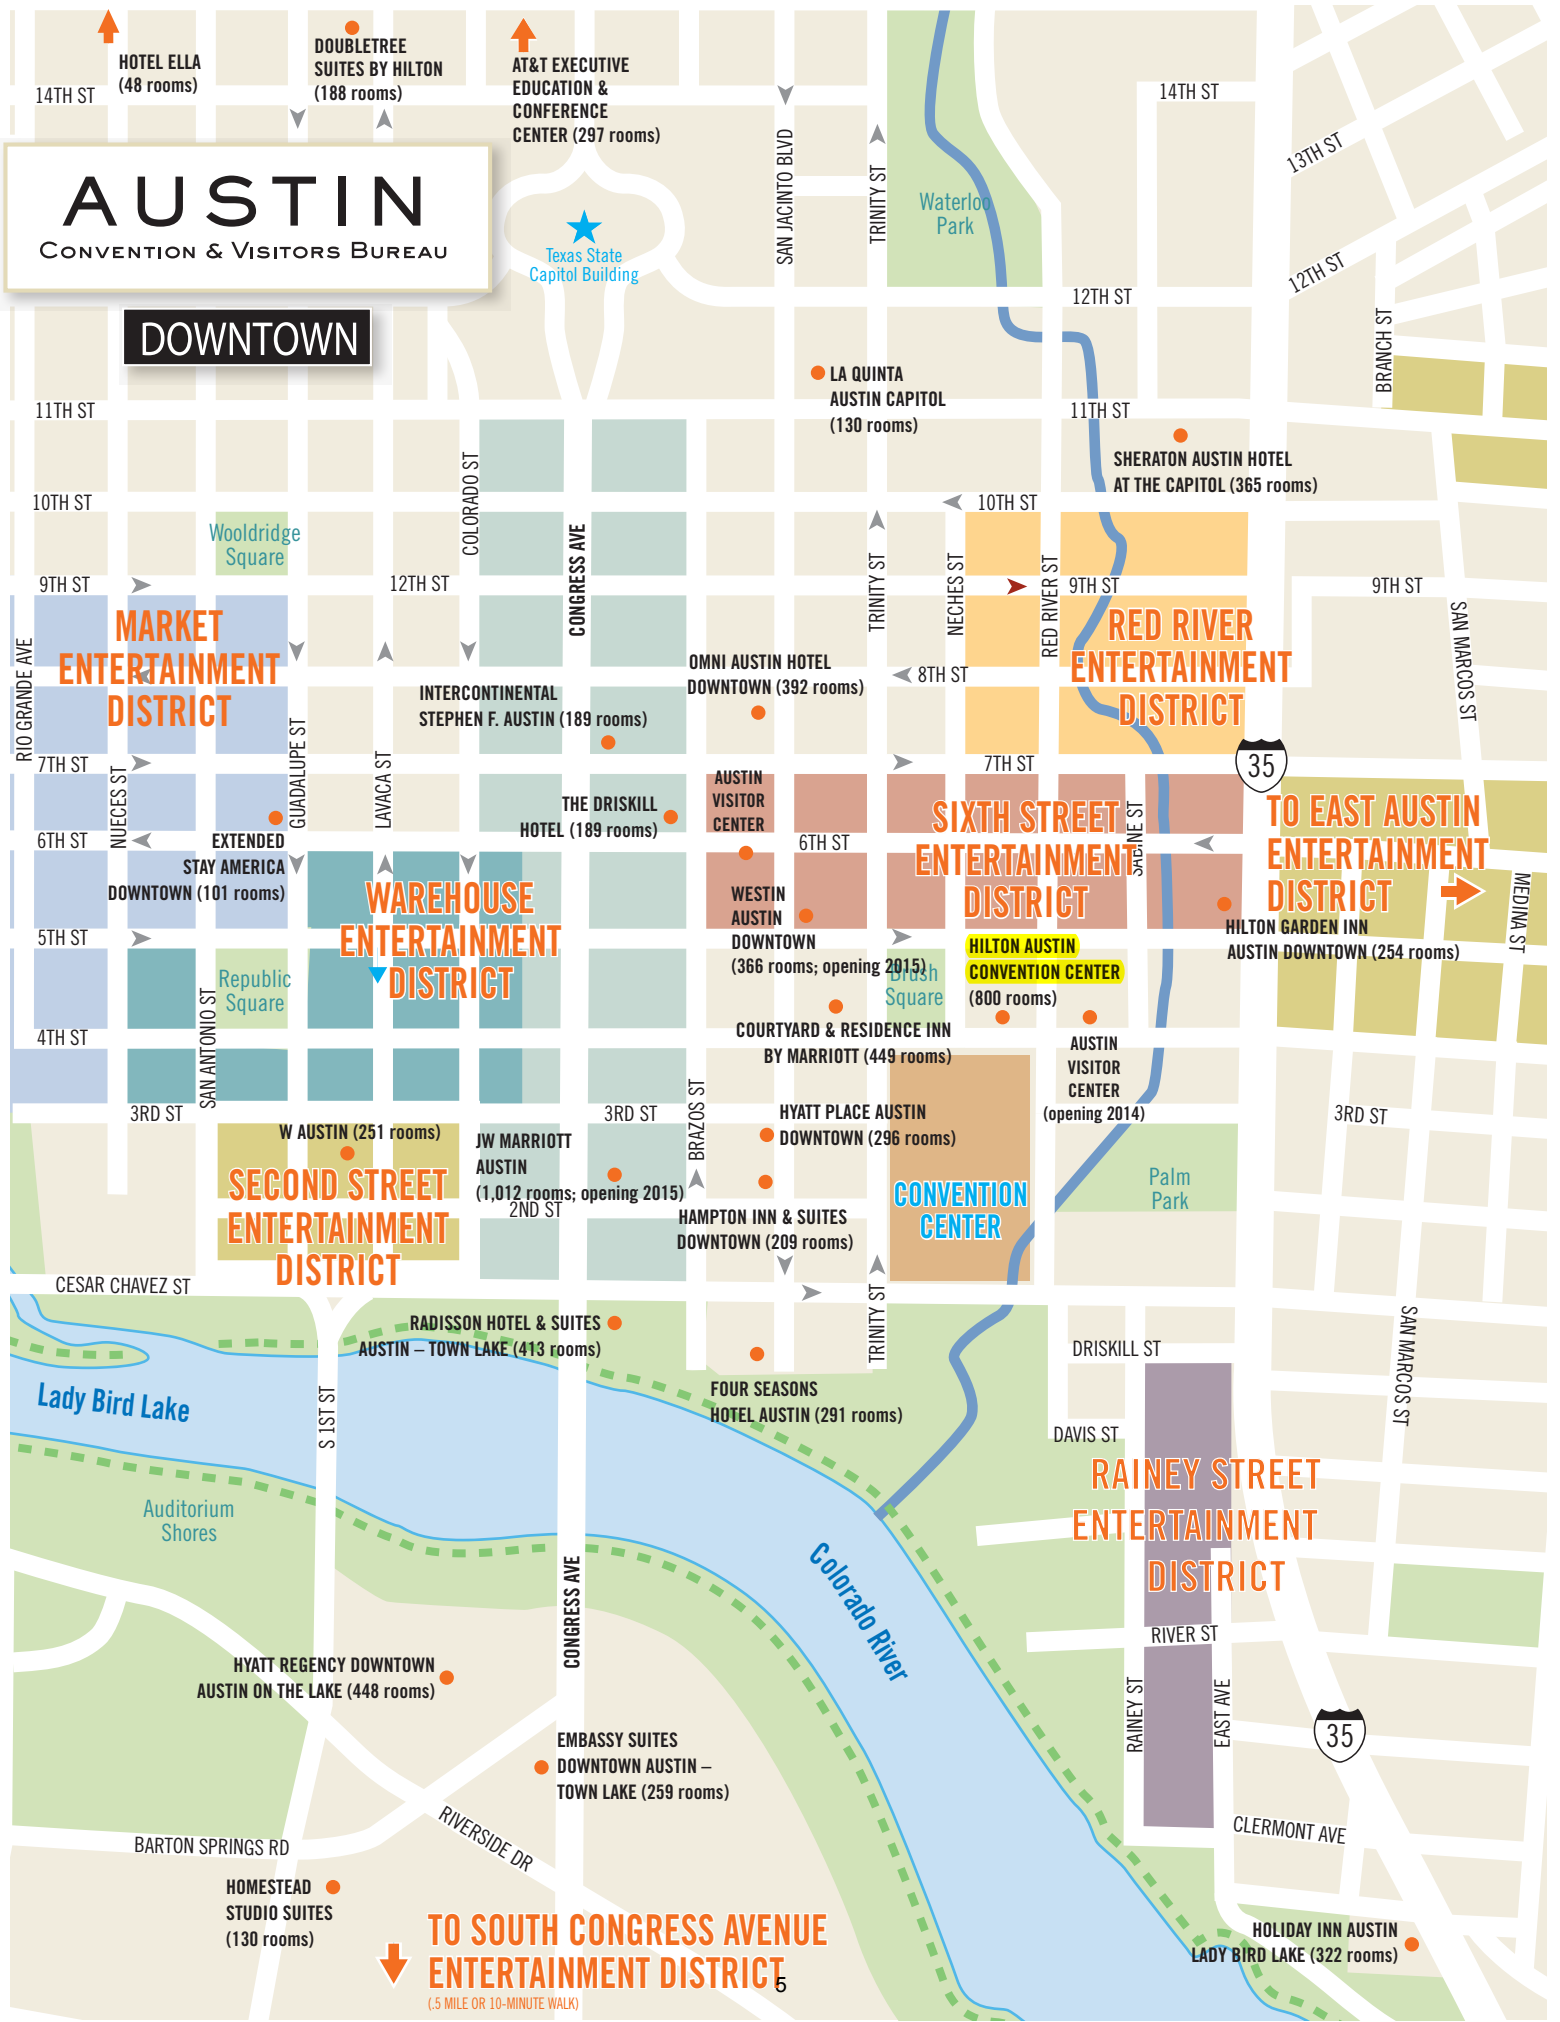 HOTEL ELLA
(48 rooms)
DOUBLETREE
SUITES BY HILTON
(188 rooms)
AT&T EXECUTIVE
EDUCATION &
CONFERENCE
CENTER (297 rooms)
14TH ST
14TH ST
13TH ST
SAN JACINTO BLVD
TRINITY ST
Waterloo
Park
AUSTIN
CONVENTION & VISITORS BUREAU
DOWNTOWN
Texas State
Capitol Building
12TH ST
12TH ST
BRANCH ST
LA QUINTA
AUSTIN CAPITOL
(130 rooms)
11TH ST
11TH ST
SHERATON AUSTIN HOTEL
AT THE CAPITOL (365 rooms)
10TH ST
10TH ST
COLORADO ST
CONGRESS AVE
Wooldridge
Square
9TH ST
12TH ST
TRINITY ST
NECHES ST
RED RIVER ST
9TH ST
9TH ST
SAN MARCOS ST
MARKET
ENTERTAINMENT
DISTRICT
RED RIVER
ENTERTAINMENT
DISTRICT
RIO GRANDE AVE
OMNI AUSTIN HOTEL
DOWNTOWN (392 rooms)
8TH ST
INTERCONTINENTAL
STEPHEN F. AUSTIN (189 rooms)
GUADALUPE ST
LAVACA ST
NUECES ST
7TH ST
7TH ST
35
AUSTIN
VISITOR
CENTER
THE DRISKILL
HOTEL (189 rooms)
SIXTH STREET
ENTERTAINMENT
DISTRICT
SABINE ST
TO EAST AUSTIN
ENTERTAINMENT
DISTRICT
6TH ST
6TH ST
EXTENDED
STAY AMERICA
DOWNTOWN (101 rooms)
WAREHOUSE
ENTERTAINMENT
DISTRICT
WESTIN
AUSTIN
DOWNTOWN
(366 rooms; opening 2015)
MEDINA ST
HILTON GARDEN INN
AUSTIN DOWNTOWN (254 rooms)
5TH ST
HILTON AUSTIN
CONVENTION CENTER
(800 rooms)
Brush
Square
Republic
Square
SAN ANTONIO ST
4TH ST
COURTYARD & RESIDENCE INN
BY MARRIOTT (449 rooms)
AUSTIN
VISITOR
CENTER
(opening 2014)
3RD ST
3RD ST
3RD ST
BRAZOS ST
HYATT PLACE AUSTIN
DOWNTOWN (296 rooms)
W AUSTIN (251 rooms)
JW MARRIOTT
AUSTIN
(1,012 rooms; opening 2015)
SECOND STREET
ENTERTAINMENT
DISTRICT
2ND ST
CONVENTION
CENTER
Palm
Park
HAMPTON INN & SUITES
DOWNTOWN (209 rooms)
CESAR CHAVEZ ST
TRINITY ST
RADISSON HOTEL & SUITES
AUSTIN – TOWN LAKE (413 rooms)
DRISKILL ST
SAN MARCOS ST
Lady Bird Lake
S 1ST ST
FOUR SEASONS
HOTEL AUSTIN (291 rooms)
DAVIS ST
RAINEY STREET
ENTERTAINMENT
DISTRICT
Auditorium
Shores
Colorado River
CONGRESS AVE
RIVER ST
HYATT REGENCY DOWNTOWN
AUSTIN ON THE LAKE (448 rooms)
RAINEY ST
EAST AVE
35
EMBASSY SUITES
DOWNTOWN AUSTIN –
TOWN LAKE (259 rooms)
RIVERSIDE DR
BARTON SPRINGS RD
CLERMONT AVE
HOMESTEAD
STUDIO SUITES
(130 rooms)
TO SOUTH CONGRESS AVENUE
ENTERTAINMENT DISTRICT
(.5 MILE OR 10-MINUTE WALK)
5
HOLIDAY INN AUSTIN
LADY BIRD LAKE (322 rooms)